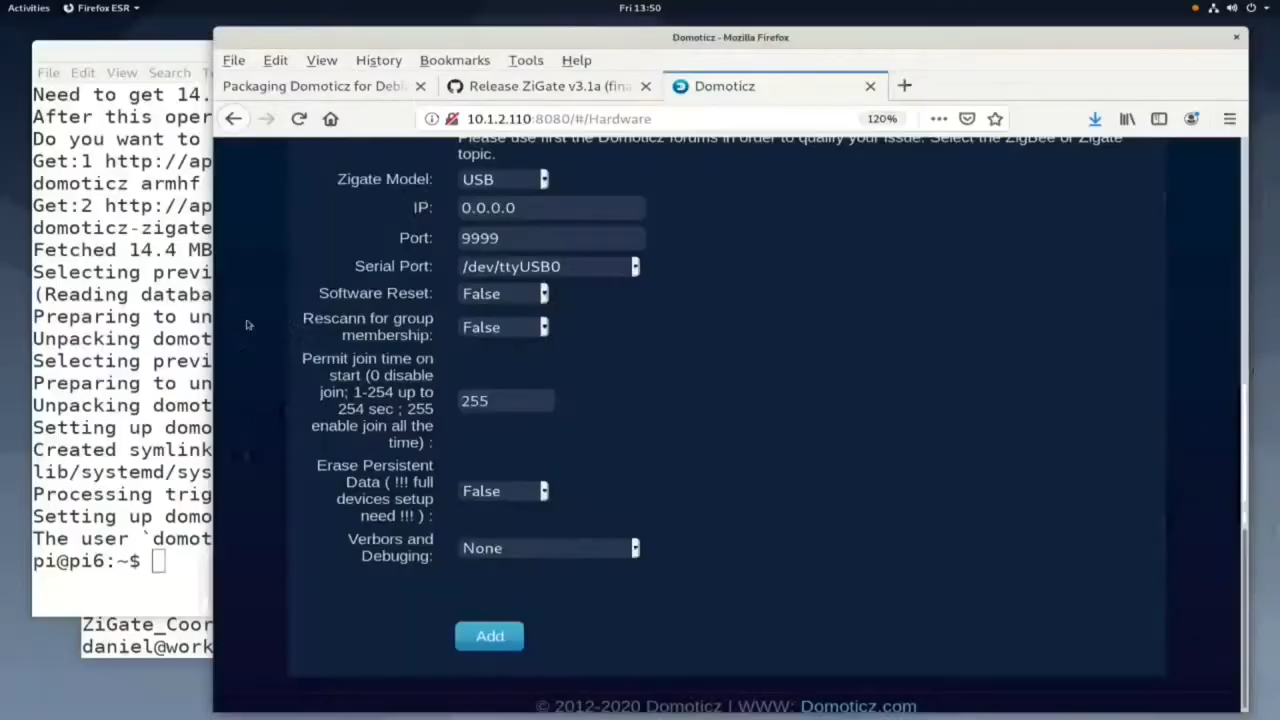 Activities Firefox ESR Fri 13:50
Domoticz - Mozilla Firefox
File Edit View History Bookmarks Tools Help
Packaging Domoticz for Debi Release ZiGate v3.1a (fina Domoticz
10.1.2.110:8080/#/Hardware 120%
File Edit View Search
Need to get 14.
After this oper
Do you want to
Get:1 http://ap
domoticz armhf
Get:2 http://ap
domoticz-zigate
Fetched 14.4 MB
Selecting previ
(Reading databa
Preparing to un
Unpacking domot
Selecting previ
Preparing to un
Unpacking domot
Setting up domo
Created symlink
lib/systemd/sys
Processing trig
Setting up domo
The user `domot
pi@pi6:~$
ZiGate_Coor
daniel@work
Please use first the Domoticz forums in order to qualify your issue. Select the ZigBee or Zigate
topic.
Zigate Model: USB
IP: 0.0.0.0
Port: 9999
Serial Port: /dev/ttyUSB0
Software Reset: False
Rescann for group
membership: False
Permit join time on
start (0 disable
join; 1-254 up to
254 sec ; 255
enable join all the
time) : 255
Erase Persistent
Data ( !!! full
devices setup
need !!! ) : False
Verbors and
Debuging: None
Add
© 2012-2020 Domoticz | WWW: Domoticz.com